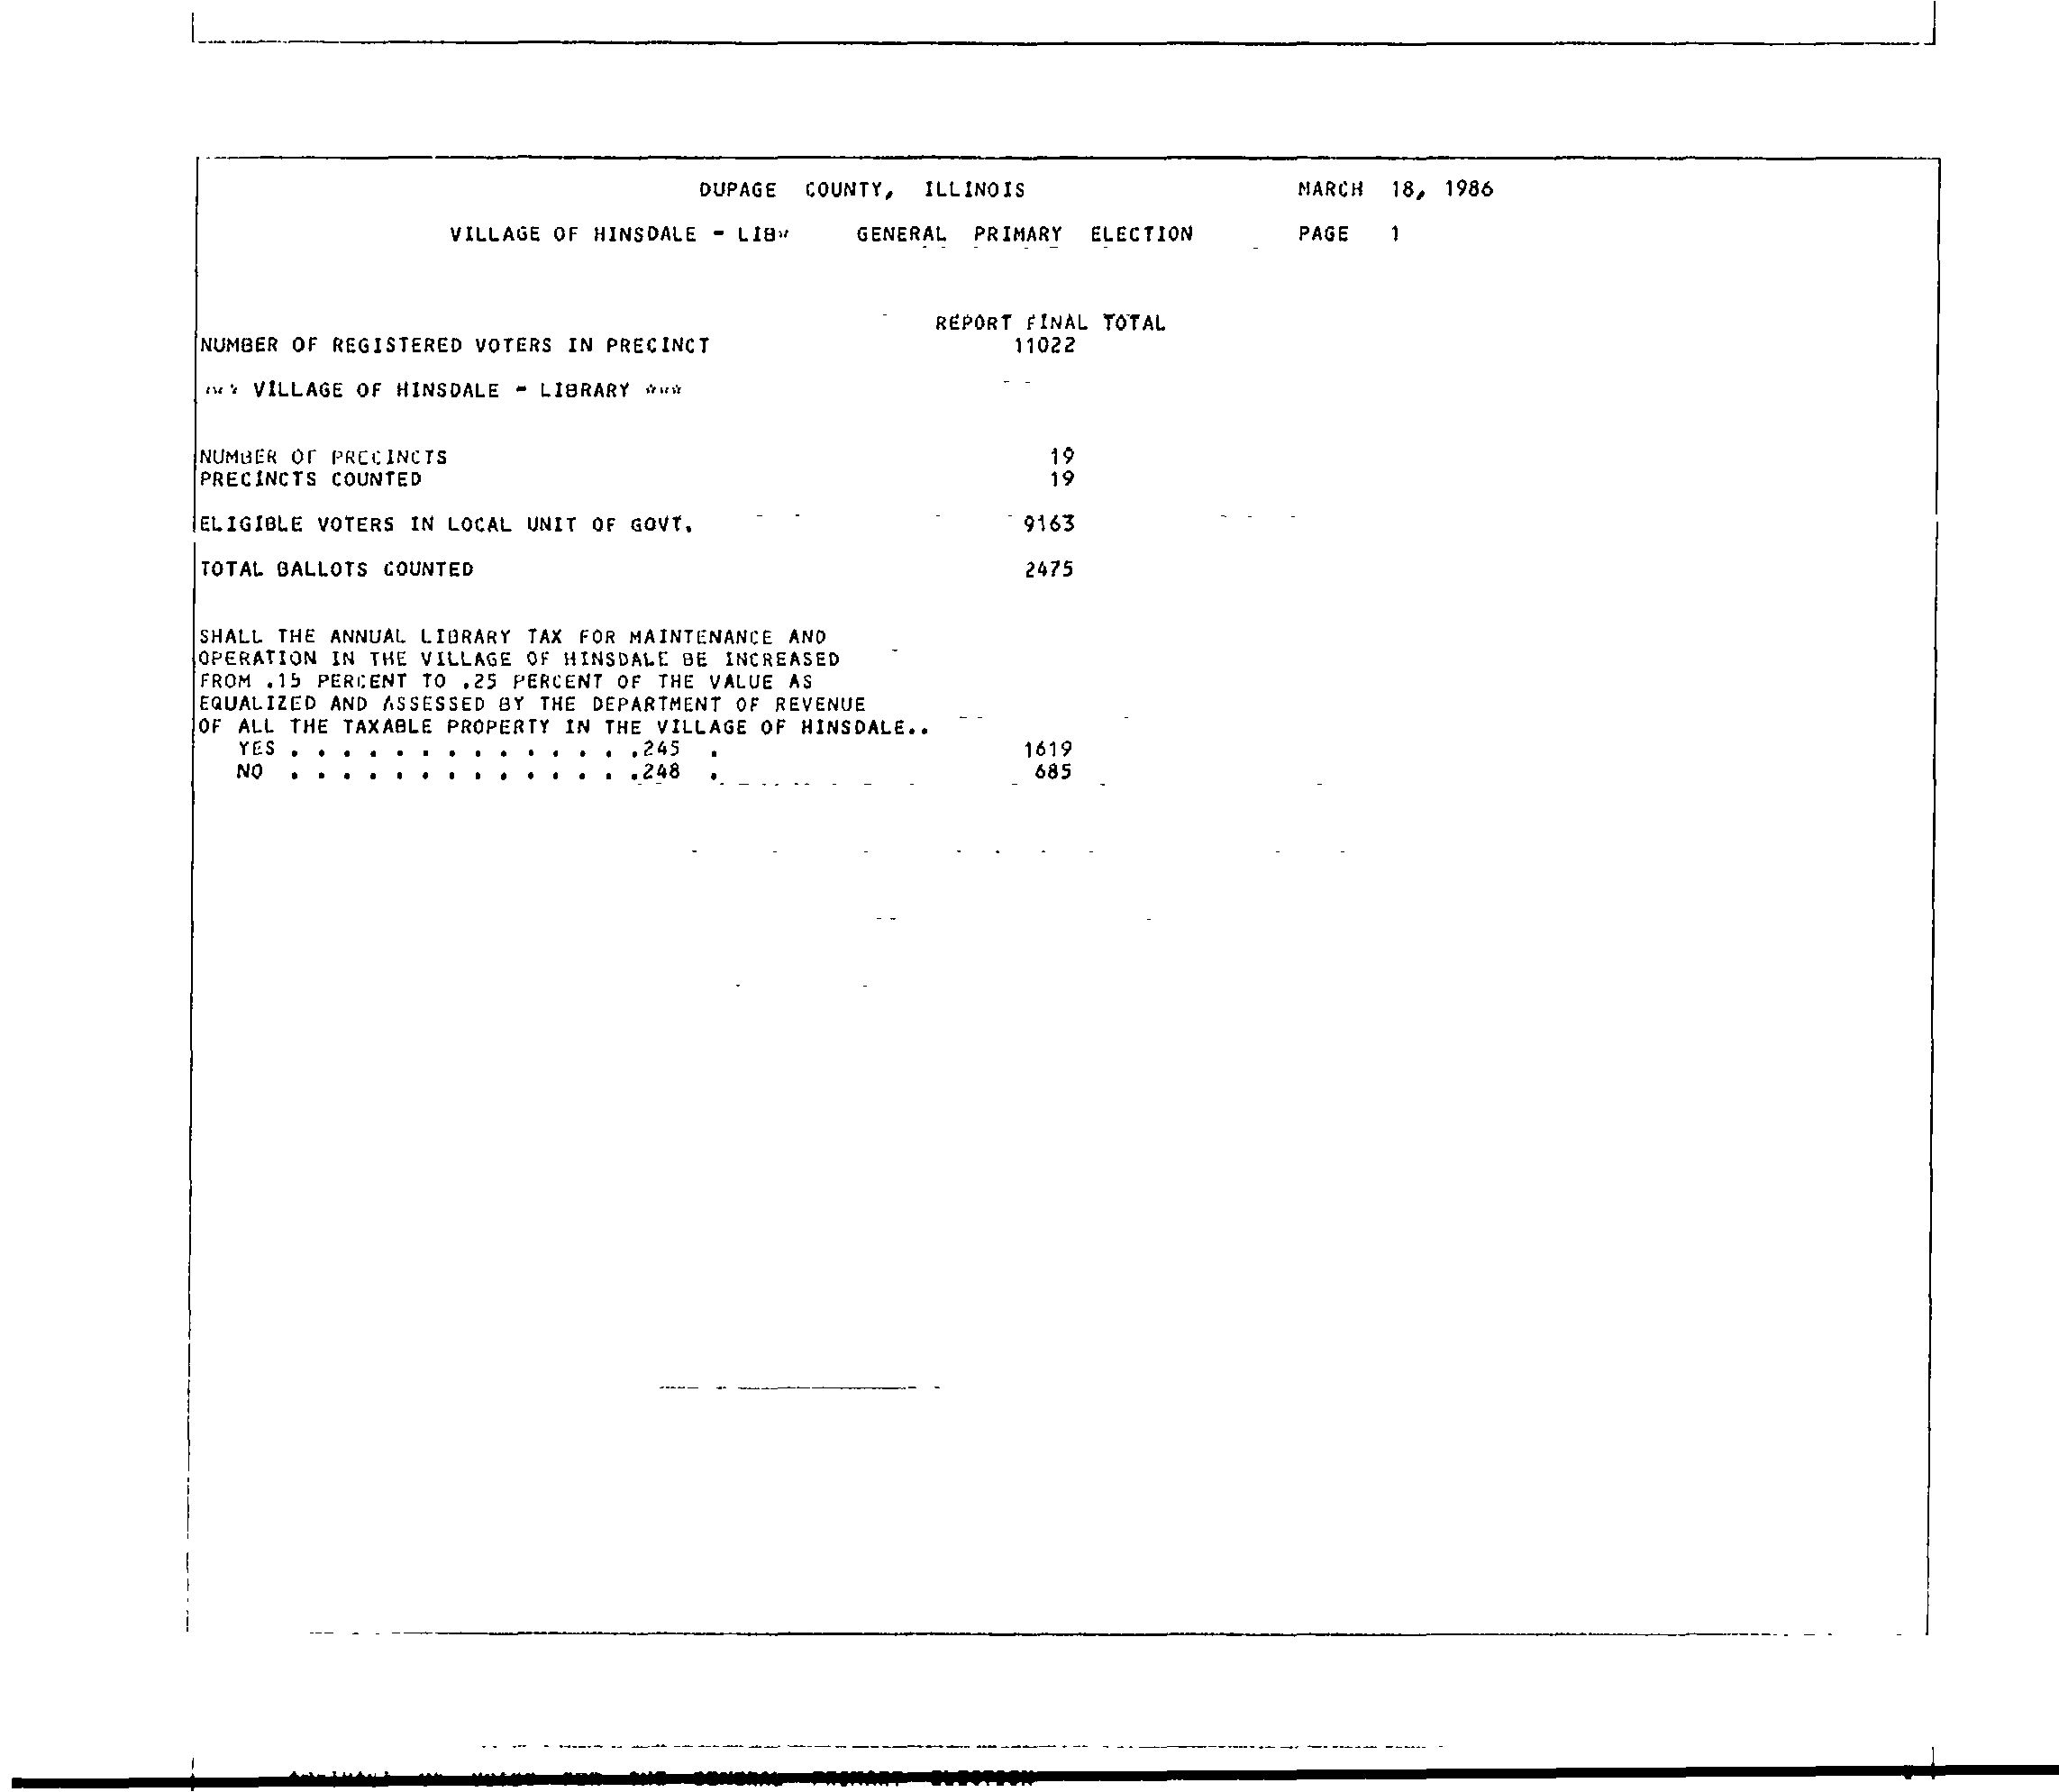 DUPAGE COUNTY, ILLINOIS MARCH 18, 1986
VILLAGE OF HINSDALE - LIB* GENERAL PRIMARY ELECTION PAGE 1
REPORT FINAL TOTAL
NUMBER OF REGISTERED VOTERS IN PRECINCT 11022
*** VILLAGE OF HINSDALE - LIBRARY ***
NUMBER OF PRECINCTS 19
PRECINCTS COUNTED 19
ELIGIBLE VOTERS IN LOCAL UNIT OF GOVT. 9163
TOTAL BALLOTS COUNTED 2475
SHALL THE ANNUAL LIBRARY TAX FOR MAINTENANCE AND
OPERATION IN THE VILLAGE OF HINSDALE BE INCREASED
FROM .15 PERCENT TO .25 PERCENT OF THE VALUE AS
EQUALIZED AND ASSESSED BY THE DEPARTMENT OF REVENUE
OF ALL THE TAXABLE PROPERTY IN THE VILLAGE OF HINSDALE..
YES . . . . . . . . . . . . . .245 . 1619
NO . . . . . . . . . . . . . .248 . 685
GENERAL PRIMARY ELECTION